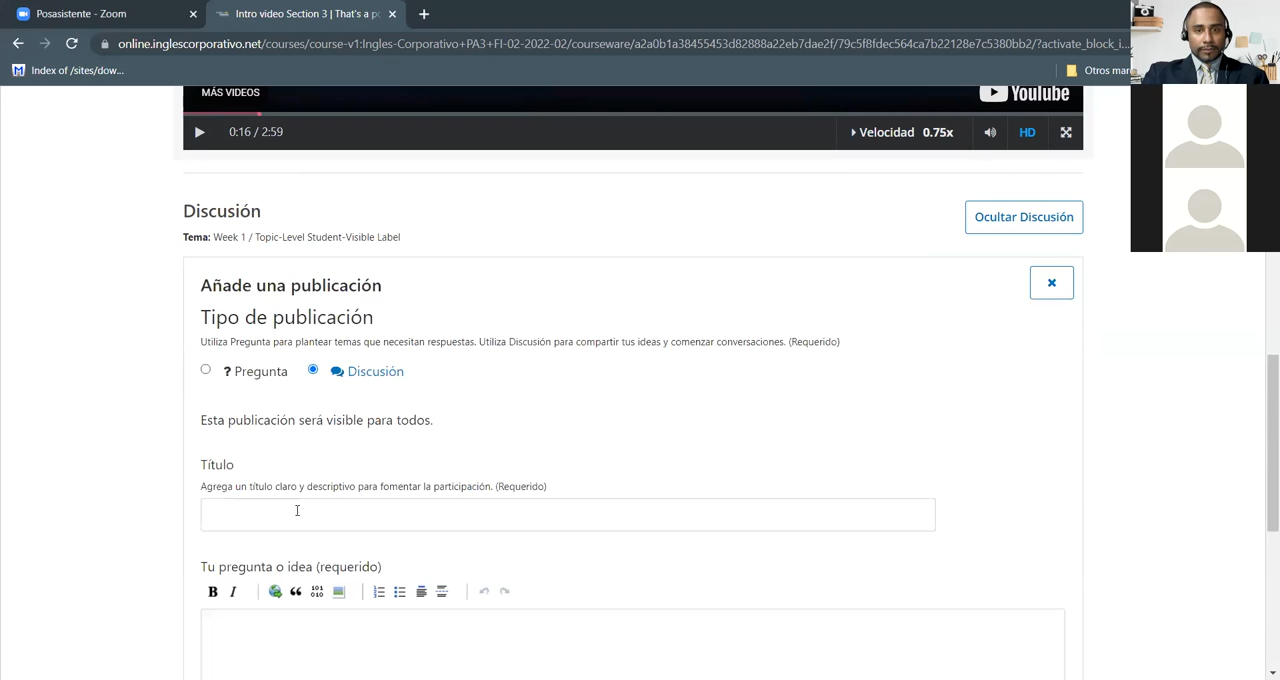 Posasistente - Zoom
Intro video Section 3 | That's a po
online.inglescorporativo.net/courses/course-v1:Ingles-Corporativo+PA3+FI-02-2022-02/courseware/a2a0b1a38455453d82888a22eb7dae2f/79c5f8fdec564ca7b22128e7c5380bb2/?activate_block_i...
Index of /sites/dow...
Otros mar
MÁS VIDEOS
YouTube
0:16 / 2:59
Velocidad 0.75x
HD
Discusión
Ocultar Discusión
Tema: Week 1 / Topic-Level Student-Visible Label
Añade una publicación
Tipo de publicación
Utiliza Pregunta para plantear temas que necesitan respuestas. Utiliza Discusión para compartir tus ideas y comenzar conversaciones. (Requerido)
? Pregunta
Discusión
Esta publicación será visible para todos.
Título
Agrega un título claro y descriptivo para fomentar la participación. (Requerido)
Tu pregunta o idea (requerido)
B I
101
010